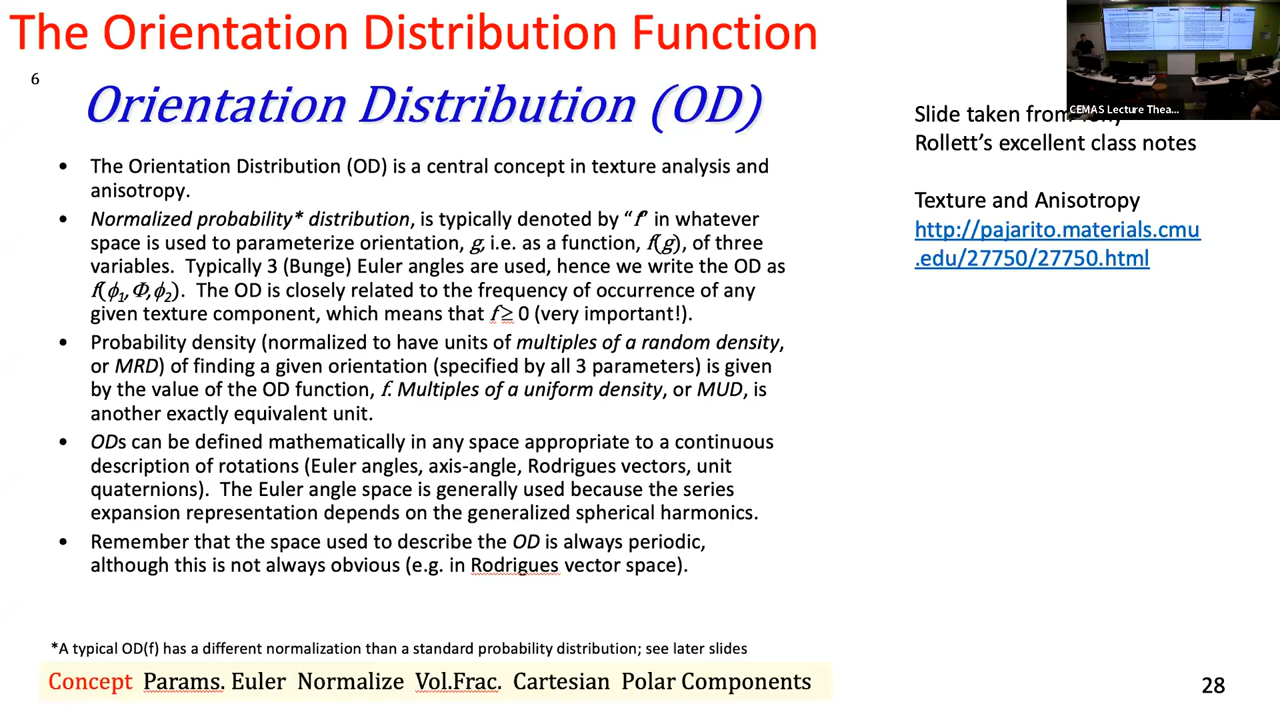 The Orientation Distribution Function
6
Orientation Distribution (OD)
• The Orientation Distribution (OD) is a central concept in texture analysis and
anisotropy.
• Normalized probability* distribution, is typically denoted by “f” in whatever
space is used to parameterize orientation, g, i.e. as a function, f(g), of three
variables. Typically 3 (Bunge) Euler angles are used, hence we write the OD as
f(ϕ1,Φ,ϕ2). The OD is closely related to the frequency of occurrence of any
given texture component, which means that f ≥ 0 (very important!).
• Probability density (normalized to have units of multiples of a random density,
or MRD) of finding a given orientation (specified by all 3 parameters) is given
by the value of the OD function, f. Multiples of a uniform density, or MUD, is
another exactly equivalent unit.
• ODs can be defined mathematically in any space appropriate to a continuous
description of rotations (Euler angles, axis-angle, Rodrigues vectors, unit
quaternions). The Euler angle space is generally used because the series
expansion representation depends on the generalized spherical harmonics.
• Remember that the space used to describe the OD is always periodic,
although this is not always obvious (e.g. in Rodrigues vector space).
*A typical OD(f) has a different normalization than a standard probability distribution; see later slides
Concept Params. Euler Normalize Vol.Frac. Cartesian Polar Components
CEMAS Lecture Thea...
Slide taken from
Rollett’s excellent class notes
Texture and Anisotropy
http://pajarito.materials.cmu
.edu/27750/27750.html
28